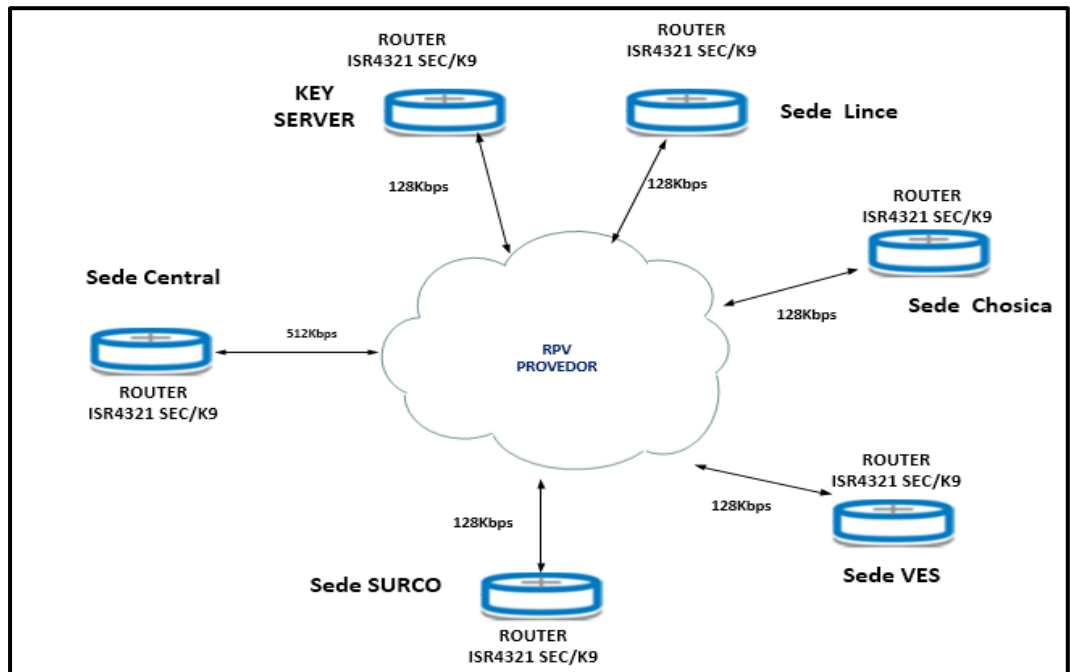 ROUTER
ISR4321 SEC/K9
KEY
SERVER
128Kbps
ROUTER
ISR4321 SEC/K9
Sede Lince
128Kbps
ROUTER
ISR4321 SEC/K9
Sede Chosica
128Kbps
Sede Central
512Kbps
ROUTER
ISR4321 SEC/K9
RPV
PROVEDOR
ROUTER
ISR4321 SEC/K9
128Kbps
Sede VES
128Kbps
Sede SURCO
ROUTER
ISR4321 SEC/K9